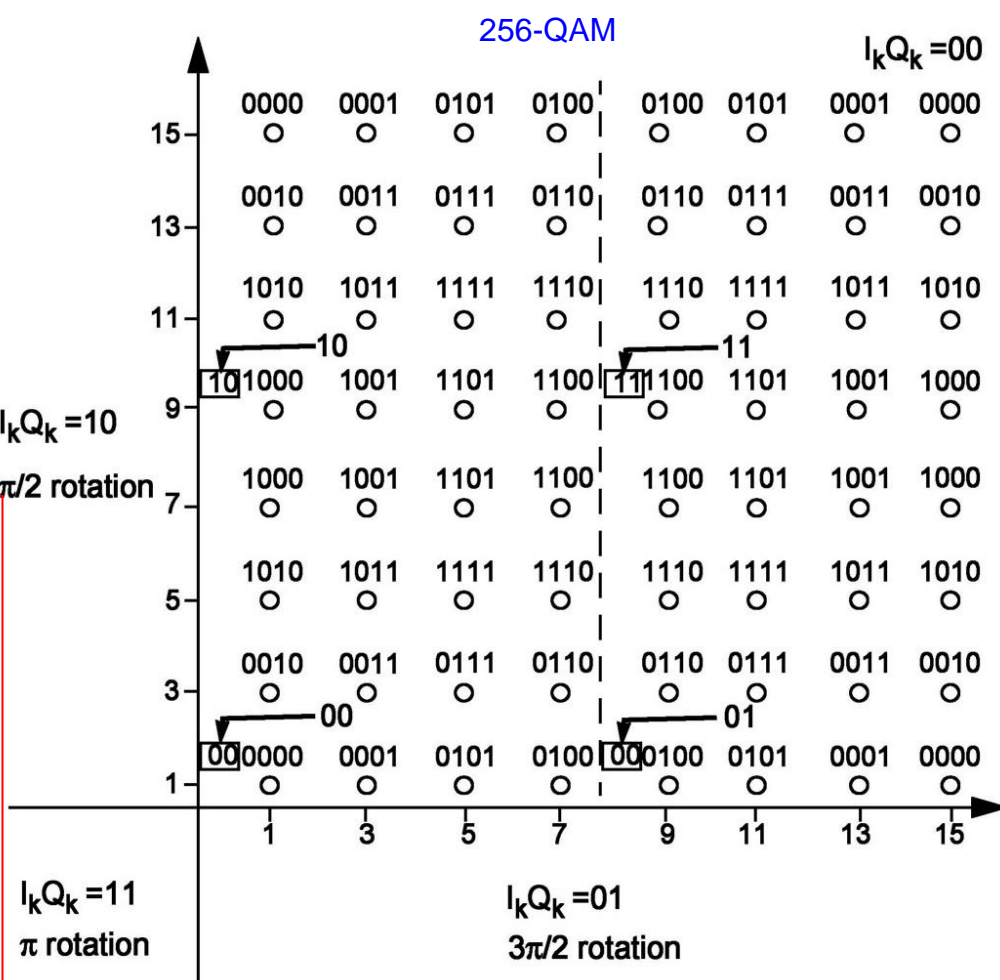 256-QAM
IkQk =00
0000 0001 0101 0100 0100 0101 0001 0000
15
0010 0011 0111 0110 0110 0111 0011 0010
13
1010 1011 1111 1110 1110 1111 1011 1010
11
10 11
10 1000 1001 1101 1100 11 1100 1101 1001 1000
9
IkQk =10
1000 1001 1101 1100 1100 1101 1001 1000
π/2 rotation
7
1010 1011 1111 1110 1110 1111 1011 1010
5
0010 0011 0111 0110 0110 0111 0011 0010
3
00 01
00 0000 0001 0101 0100 00 0100 0101 0001 0000
1
1 3 5 7 9 11 13 15
IkQk =11 IkQk =01
π rotation 3π/2 rotation